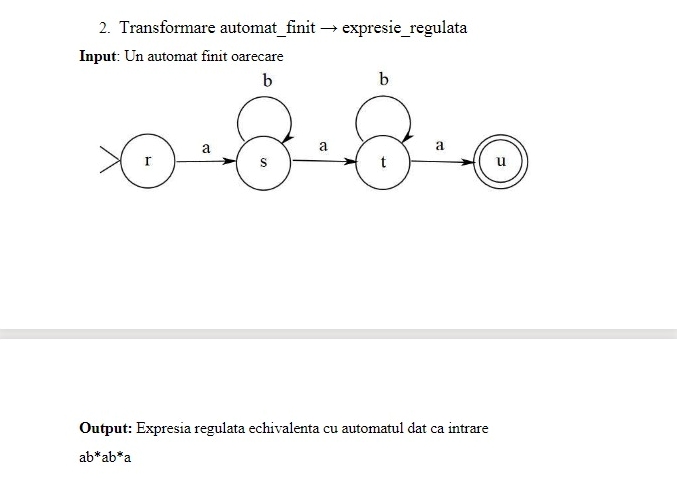 2. Transformare automat_finit → expresie_regulata
Input: Un automat finit oarecare
b b
a a a
r s t u
Output: Expresia regulata echivalenta cu automatul dat ca intrare
ab*ab*a